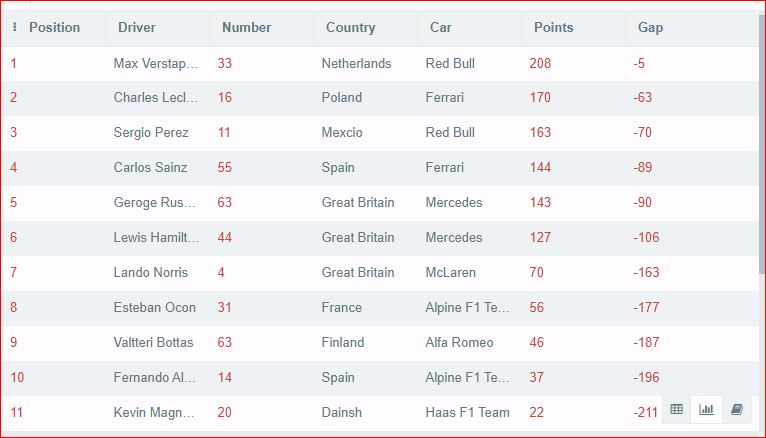 Position Driver Number Country Car Points Gap
1 Max Verstap... 33 Netherlands Red Bull 208 -5
2 Charles Lecl... 16 Poland Ferrari 170 -63
3 Sergio Perez 11 Mexcio Red Bull 163 -70
4 Carlos Sainz 55 Spain Ferrari 144 -89
5 Geroge Rus... 63 Great Britain Mercedes 143 -90
6 Lewis Hamilt... 44 Great Britain Mercedes 127 -106
7 Lando Norris 4 Great Britain McLaren 70 -163
8 Esteban Ocon 31 France Alpine F1 Te... 56 -177
9 Valtteri Bottas 63 Finland Alfa Romeo 46 -187
10 Fernando Al... 14 Spain Alpine F1 Te... 37 -196
11 Kevin Magn... 20 Dainsh Haas F1 Team 22 -211